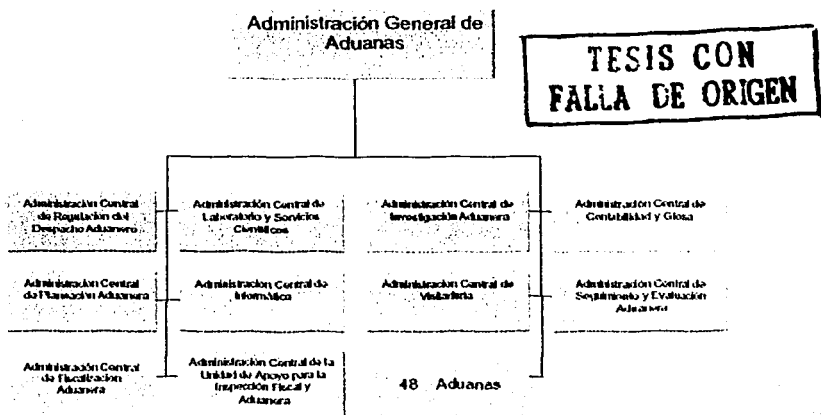 Administración General de
Aduanas
TESIS CON
FALLA DE ORIGEN
Administración Central
de Regulación del
Despacho Aduanero
Administración Central de
Laboratorio y Servicios
Científicos
Administración Central de
Investigación Aduanera
Administración Central de
Contabilidad y Glosa
Administración Central
de Planeación Aduanera
Administración Central de
Informática
Administración Central de
Visitaduría
Administración Central de
Seguimiento y Evaluación
Aduanera
Administración Central
de Fiscalización
Aduanera
Administración Central de la
Unidad de Apoyo para la
Inspección Fiscal y
Aduanera
48 Aduanas